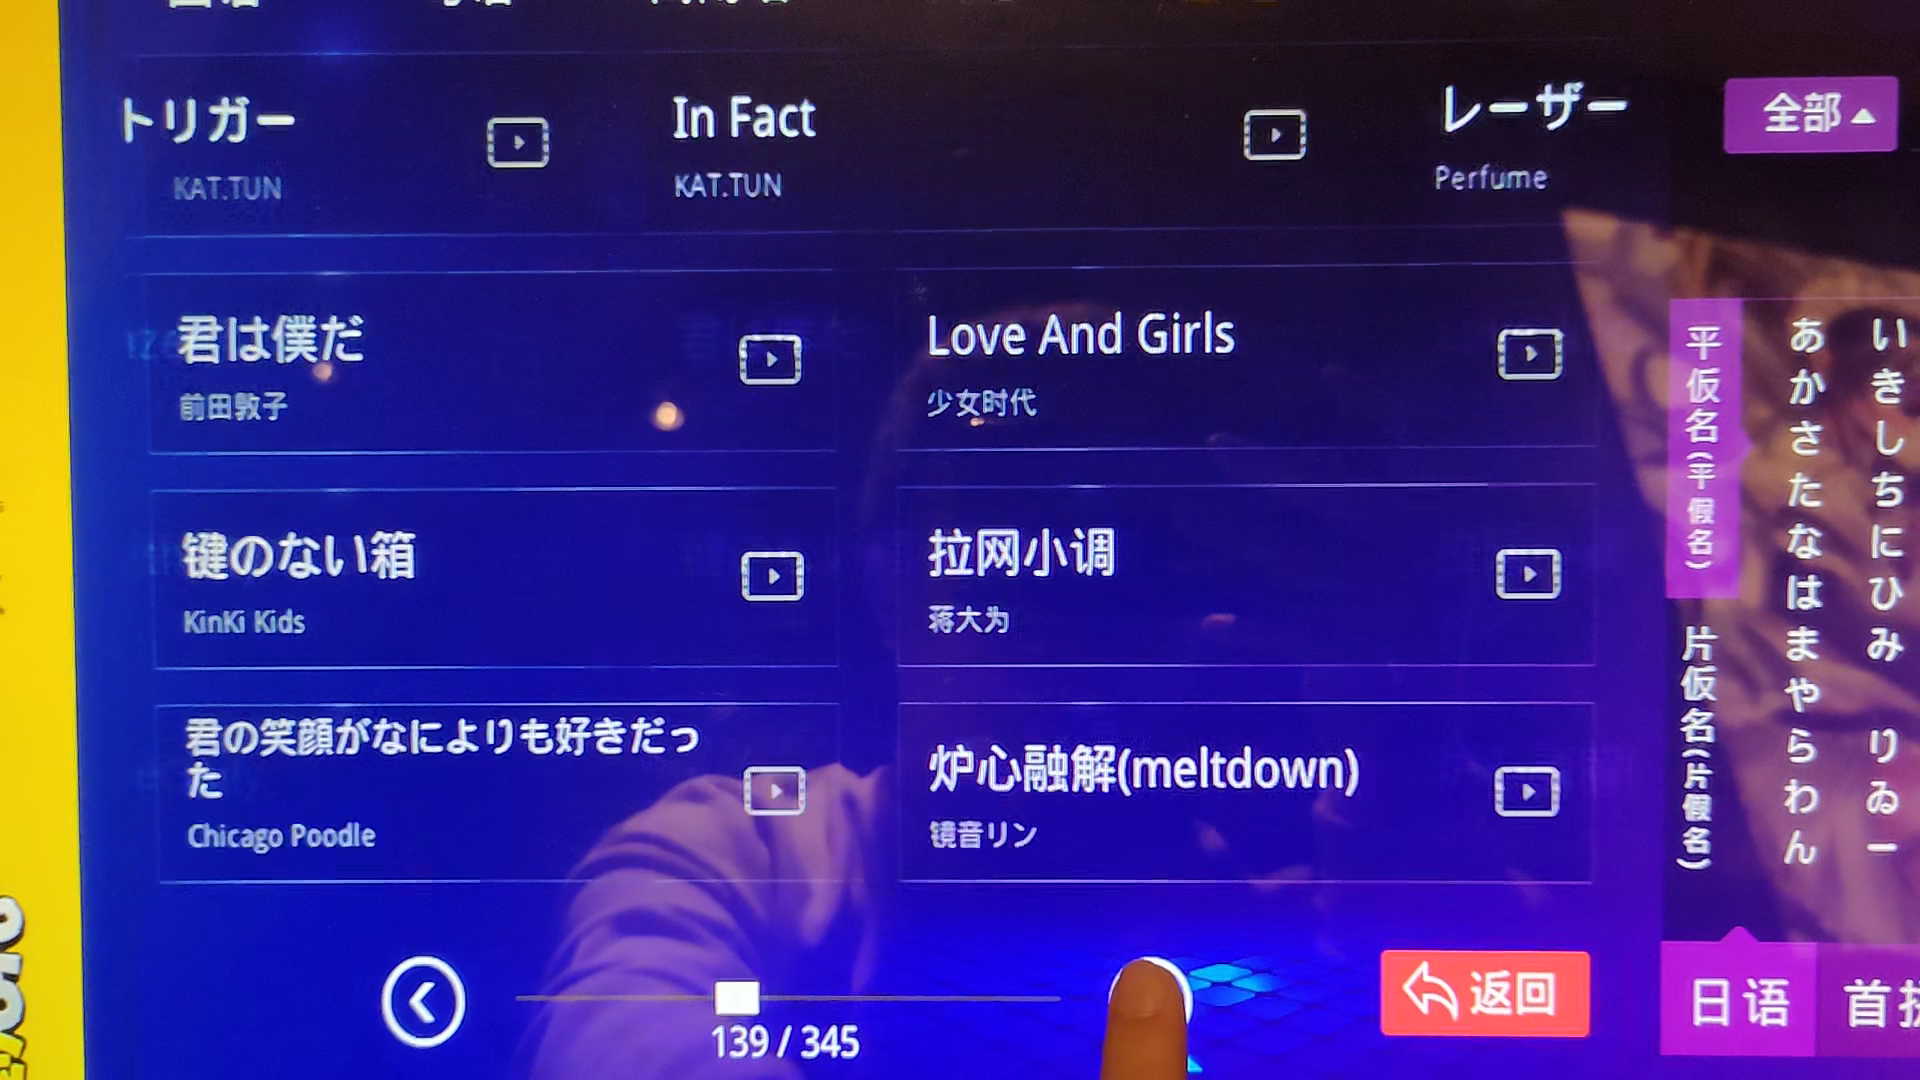 トリガー
KAT.TUN
In Fact
KAT.TUN
レーザー
Perfume
全部
君は僕だ
前田敦子
Love And Girls
少女时代
键のない箱
KinKi Kids
拉网小调
蒋大为
君の笑顔がなによりも好きだっ
た
Chicago Poodle
炉心融解(meltdown)
镜音リン
139 / 345
返回
平仮名(平假名)
片仮名(片假名)
あかさたなはまやらわん
いきしちにひみ りゐー
日语
首